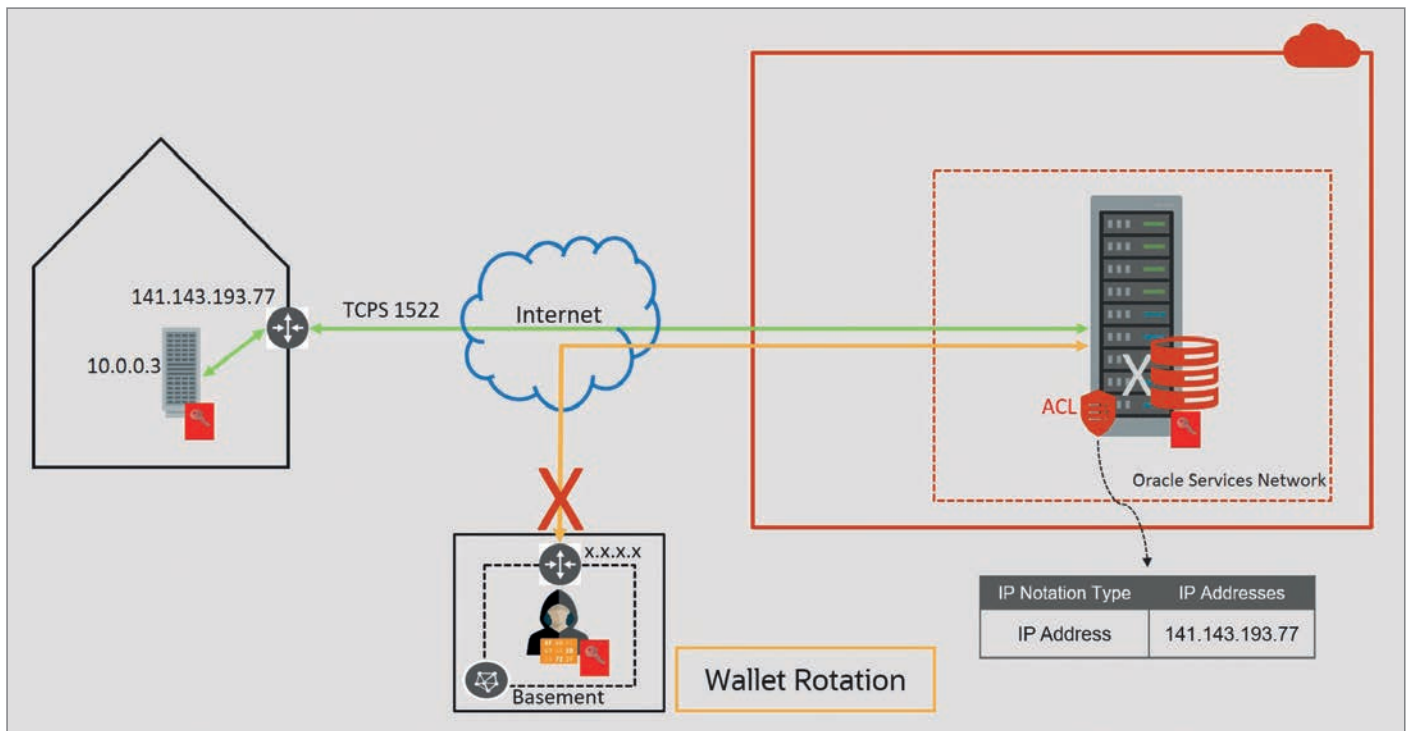 141.143.193.77
TCPS 1522
Internet
10.0.0.3
X
ACL
Oracle Services Network
X
x.x.x.x
IP Notation Type IP Addresses
IP Address 141.143.193.77
Wallet Rotation
Basement